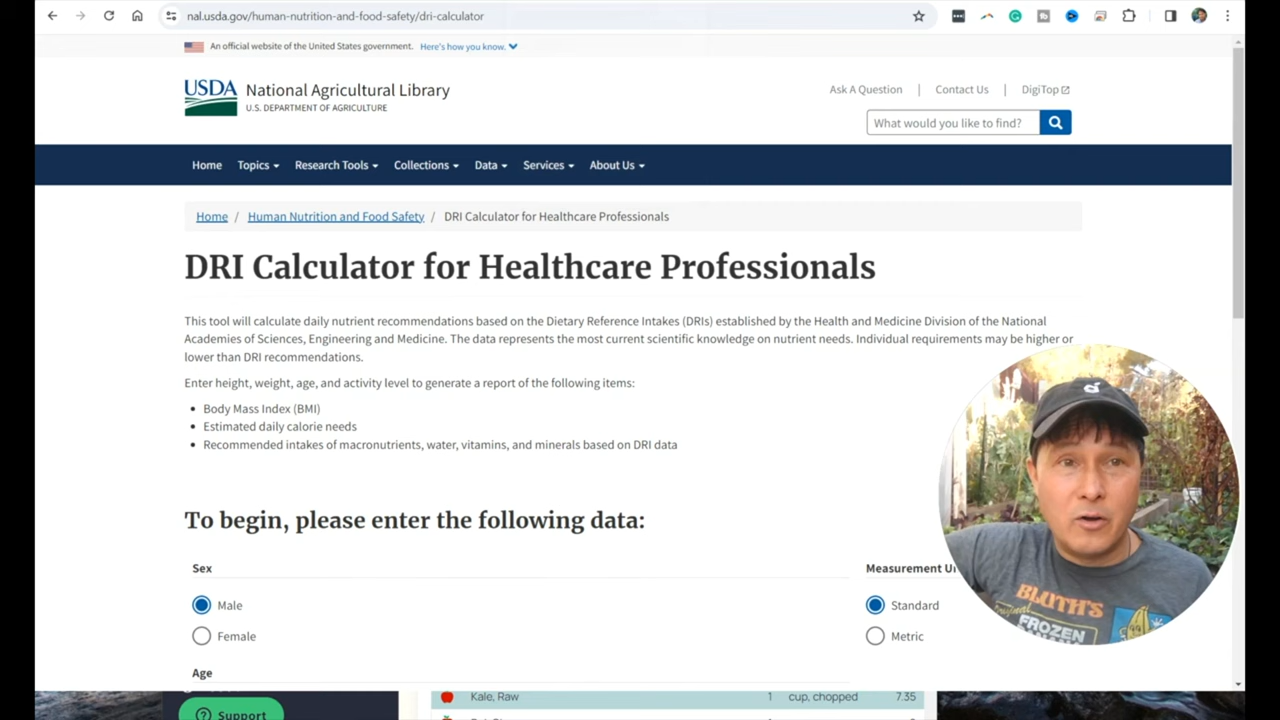 nal.usda.gov/human-nutrition-and-food-safety/dri-calculator
An official website of the United States government. Here's how you know.
USDA National Agricultural Library
U.S. DEPARTMENT OF AGRICULTURE
Ask A Question | Contact Us | DigiTop
What would you like to find?
Home Topics Research Tools Collections Data Services About Us
Home / Human Nutrition and Food Safety / DRI Calculator for Healthcare Professionals
DRI Calculator for Healthcare Professionals
This tool will calculate daily nutrient recommendations based on the Dietary Reference Intakes (DRIs) established by the Health and Medicine Division of the National
Academies of Sciences, Engineering and Medicine. The data represents the most current scientific knowledge on nutrient needs. Individual requirements may be higher or
lower than DRI recommendations.
Enter height, weight, age, and activity level to generate a report of the following items:
• Body Mass Index (BMI)
• Estimated daily calorie needs
• Recommended intakes of macronutrients, water, vitamins, and minerals based on DRI data
To begin, please enter the following data:
Sex
Measurement
Male
Standard
Female
Metric
Age
BLUTH'S
Original
FROZEN
Kale, Raw 1 cup, chopped 7.35
Support